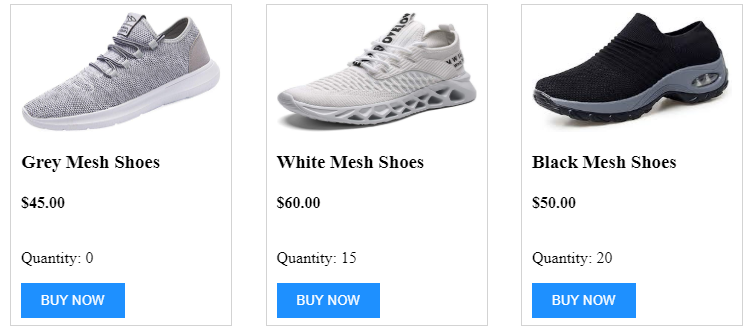 Grey Mesh Shoes
$45.00
Quantity: 0
BUY NOW
White Mesh Shoes
$60.00
Quantity: 15
BUY NOW
Black Mesh Shoes
$50.00
Quantity: 20
BUY NOW